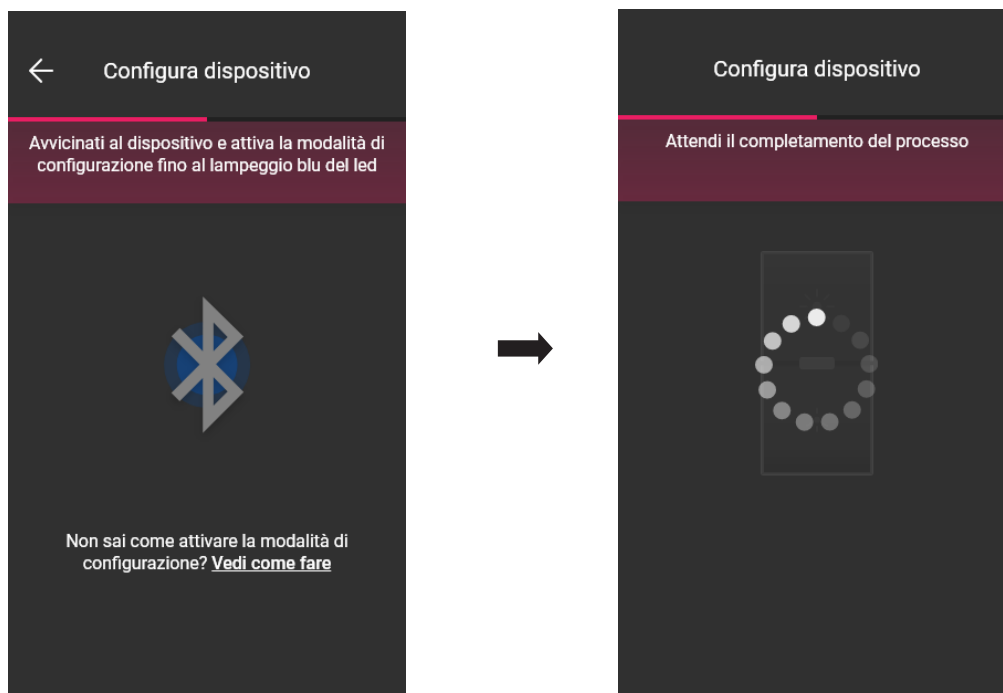 Configura dispositivo
Avvicinati al dispositivo e attiva la modalità di
configurazione fino al lampeggio blu del led
Non sai come attivare la modalità di
configurazione? Vedi come fare
Configura dispositivo
Attendi il completamento del processo